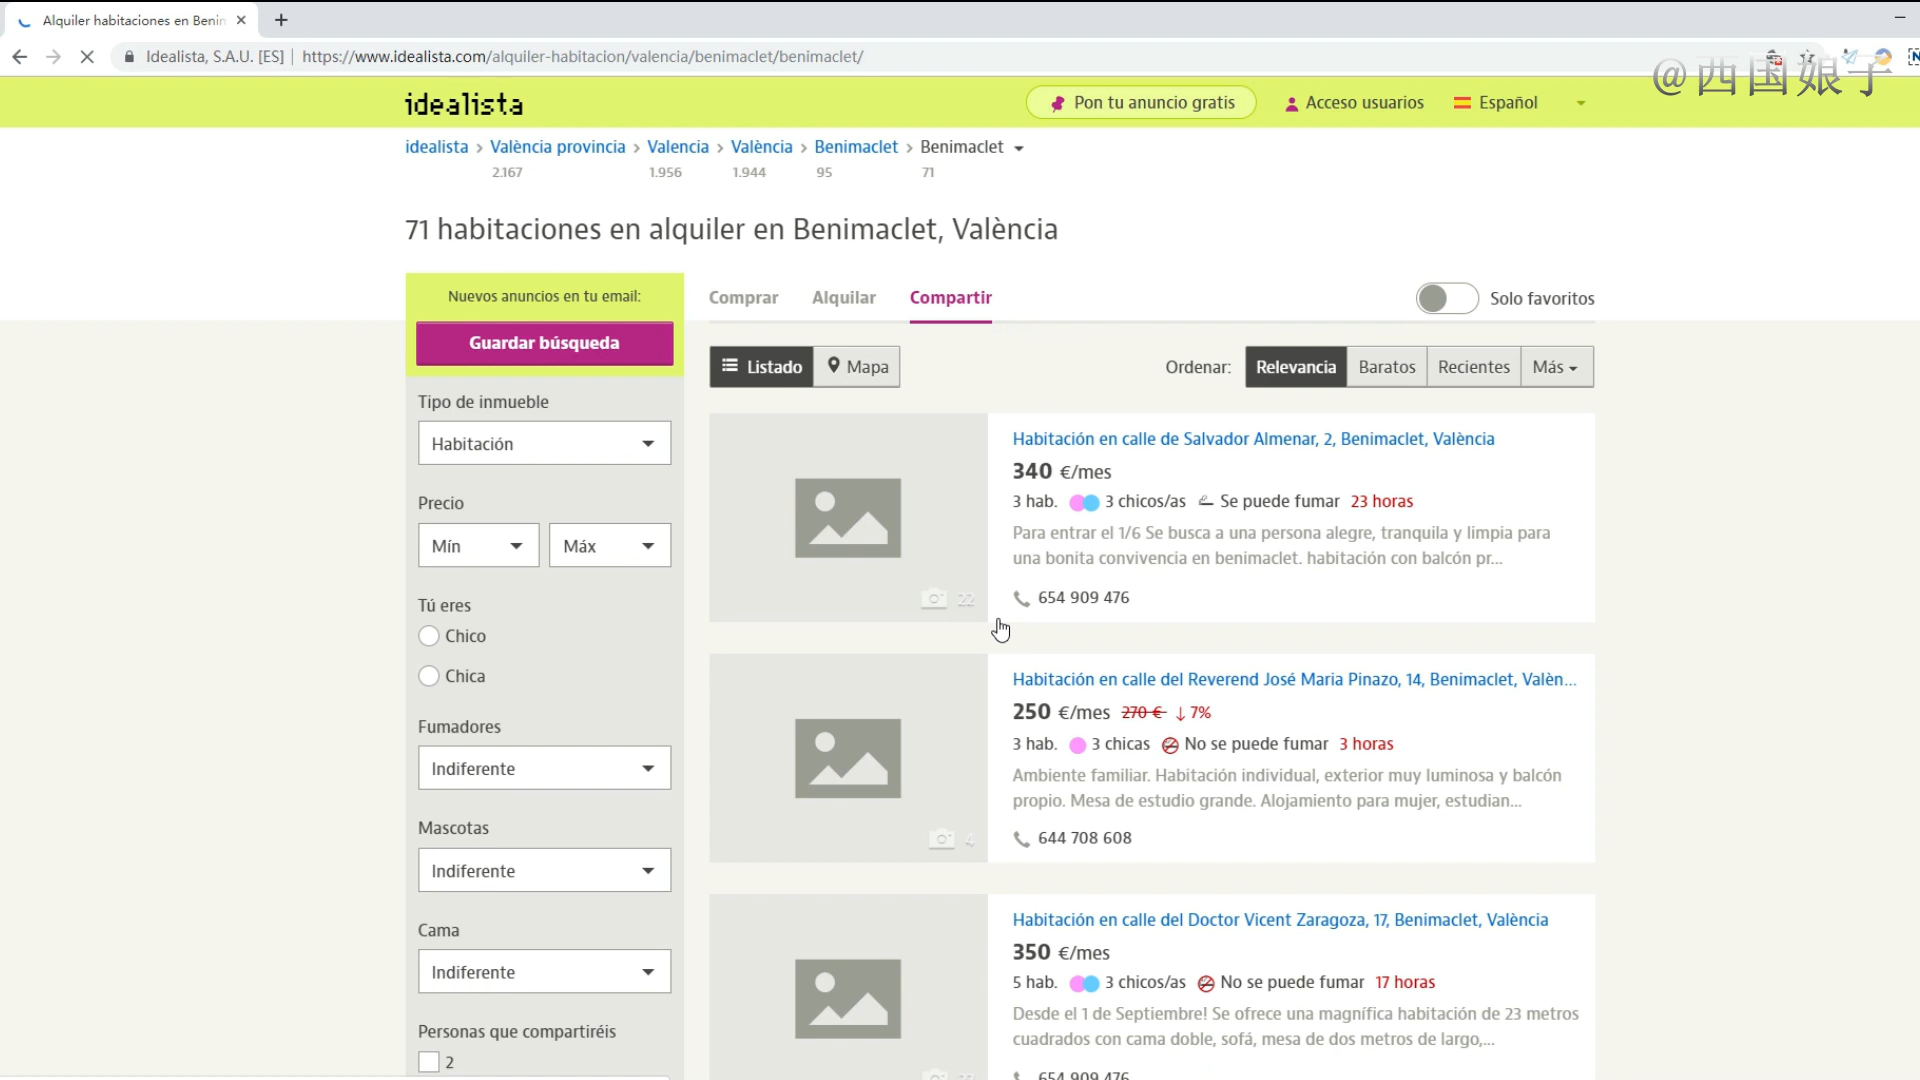 Alquiler habitaciones en Benin
Idealista, S.A.U. [ES] | https://www.idealista.com/alquiler-habitacion/valencia/benimaclet/benimaclet/
@西国娘子
idealista
Pon tu anuncio gratis
Acceso usuarios
Español
idealista > València provincia > Valencia > València > Benimaclet > Benimaclet
2.167 1.956 1.944 95 71
71 habitaciones en alquiler en Benimaclet, València
Nuevos anuncios en tu email:
Guardar búsqueda
Tipo de inmueble
Habitación
Precio
Mín Máx
Tú eres
Chico
Chica
Fumadores
Indiferente
Mascotas
Indiferente
Cama
Indiferente
Personas que compartiréis
2
Comprar Alquilar Compartir
Solo favoritos
Listado Mapa
Ordenar: Relevancia Baratos Recientes Más
22
Habitación en calle de Salvador Almenar, 2, Benimaclet, València
340 €/mes
3 hab. 3 chicos/as Se puede fumar 23 horas
Para entrar el 1/6 Se busca a una persona alegre, tranquila y limpia para
una bonita convivencia en benimaclet. habitación con balcón pr...
654 909 476
4
Habitación en calle del Reverend José Maria Pinazo, 14, Benimaclet, Valèn...
250 €/mes 270 € ↓ 7%
3 hab. 3 chicas No se puede fumar 3 horas
Ambiente familiar. Habitación individual, exterior muy luminosa y balcón
propio. Mesa de estudio grande. Alojamiento para mujer, estudian...
644 708 608
Habitación en calle del Doctor Vicent Zaragoza, 17, Benimaclet, València
350 €/mes
5 hab. 3 chicos/as No se puede fumar 17 horas
Desde el 1 de Septiembre! Se ofrece una magnífica habitación de 23 metros
cuadrados con cama doble, sofá, mesa de dos metros de largo,...
654 909 476